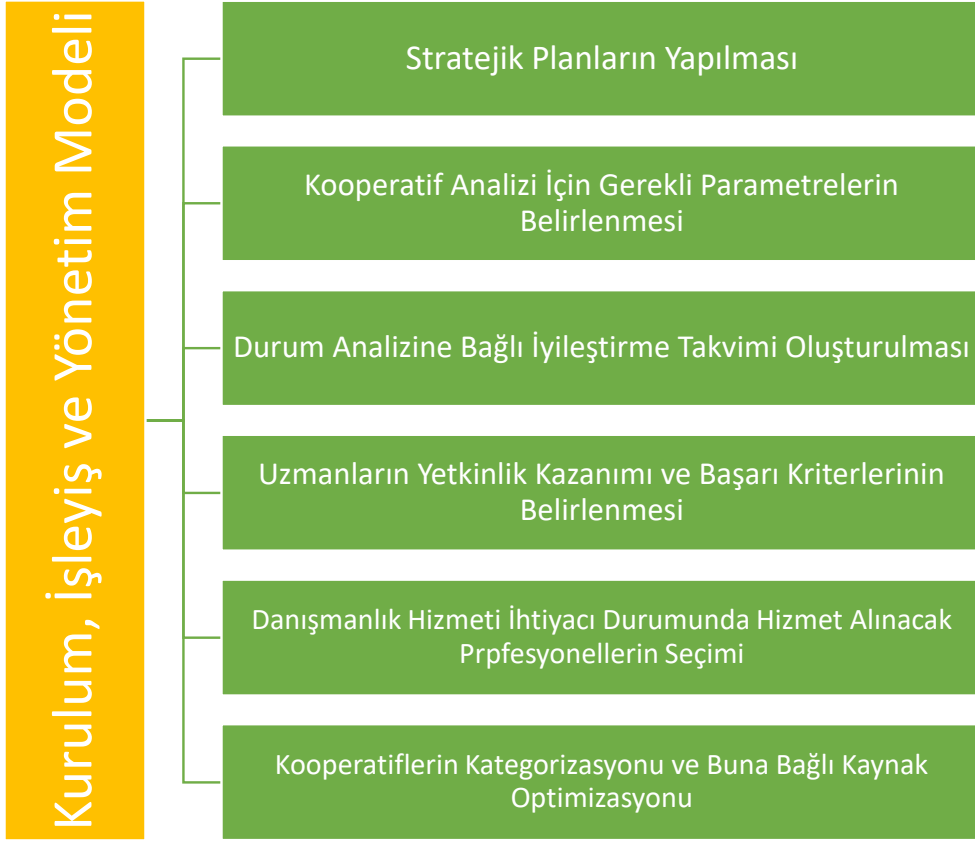 Kurulum, İşleyiş ve Yönetim Modeli
Stratejik Planların Yapılması
Kooperatif Analizi İçin Gerekli Parametrelerin
Belirlenmesi
Durum Analizine Bağlı İyileştirme Takvimi Oluşturulması
Uzmanların Yetkinlik Kazanımı ve Başarı Kriterlerinin
Belirlenmesi
Danışmanlık Hizmeti İhtiyacı Durumunda Hizmet Alınacak
Prpfesyonellerin Seçimi
Kooperatiflerin Kategorizasyonu ve Buna Bağlı Kaynak
Optimizasyonu